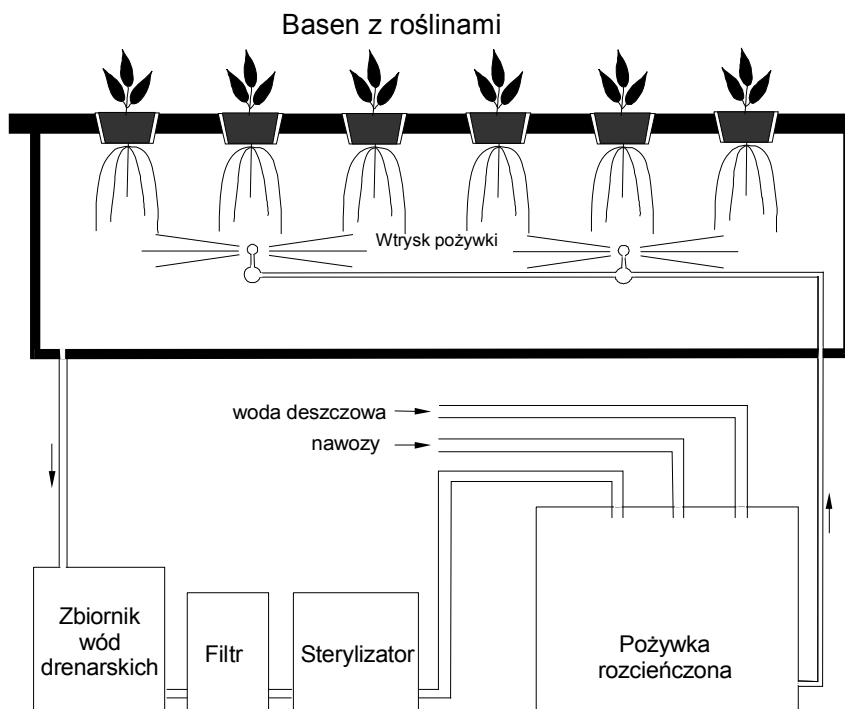 Basen z roślinami
Wtrysk pożywki
woda deszczowa
nawozy
Zbiornik
wód
drenarskich
Filtr
Sterylizator
Pożywka
rozcieńczona